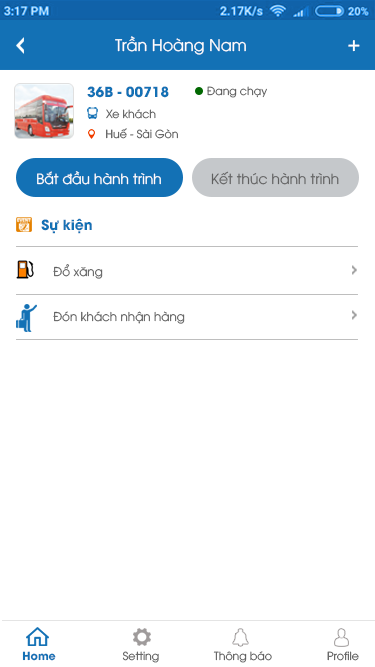 3:17 PM 2.17K/s 20%
Trần Hoàng Nam
36B - 00718 Đang chạy
Xe khách
Huế - Sài Gòn
Bắt đầu hành trình Kết thúc hành trình
Sự kiện
Đổ xăng
Đón khách nhận hàng
Home Setting Thông báo Profile